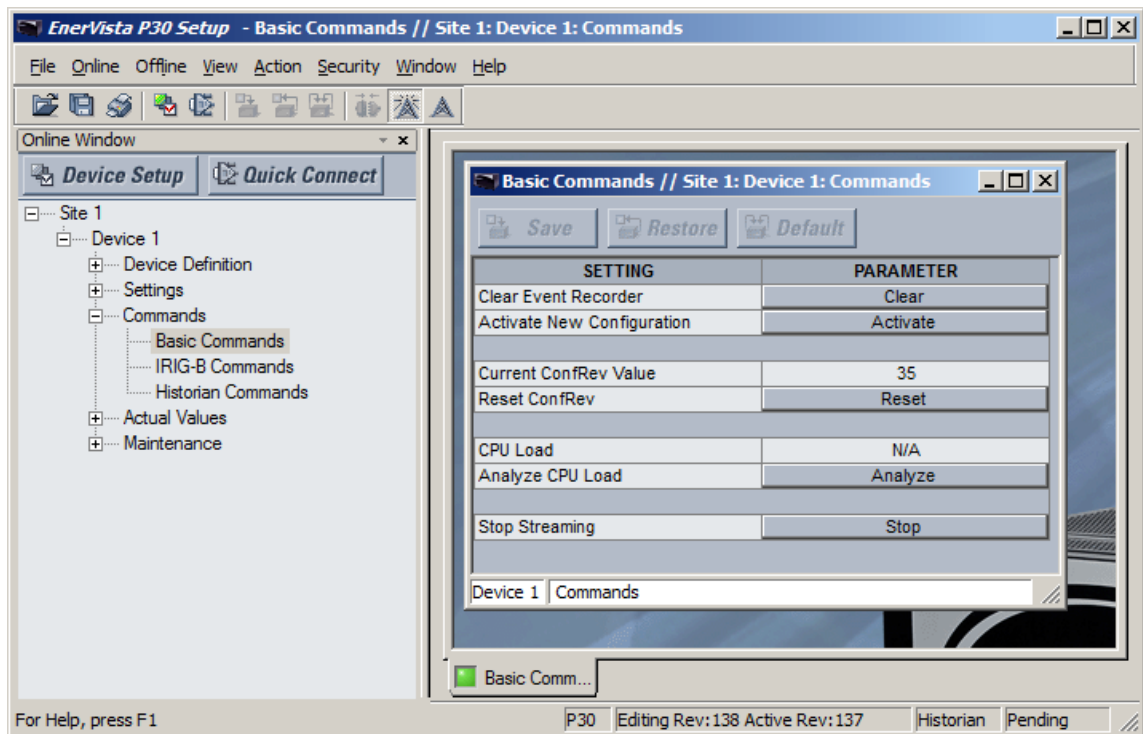 EnerVista P30 Setup - Basic Commands // Site 1: Device 1: Commands
File Online Offline View Action Security Window Help
Online Window
Device Setup Quick Connect
Site 1
Device 1
Device Definition
Settings
Commands
Basic Commands
IRIG-B Commands
Historian Commands
Actual Values
Maintenance
Basic Commands // Site 1: Device 1: Commands
Save Restore Default
SETTING PARAMETER
Clear Event Recorder Clear
Activate New Configuration Activate
Current ConfRev Value 35
Reset ConfRev Reset
CPU Load N/A
Analyze CPU Load Analyze
Stop Streaming Stop
Device 1 Commands
Basic Comm...
For Help, press F1 P30 Editing Rev:138 Active Rev:137 Historian Pending